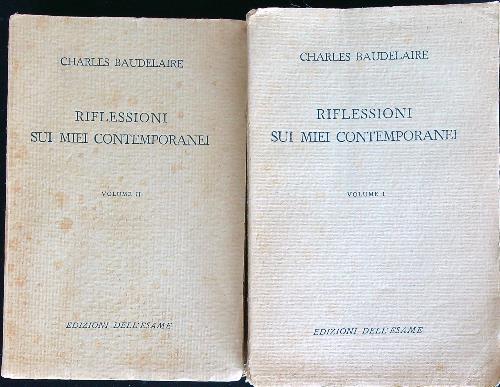 CHARLES BAUDELAIRE
RIFLESSIONI
SUI MIEI CONTEMPORANEI
VOLUME II
EDIZIONI DELL'ESAME
CHARLES BAUDELAIRE
RIFLESSIONI
SUI MIEI CONTEMPORANEI
VOLUME I
EDIZIONI DELL'ESAME